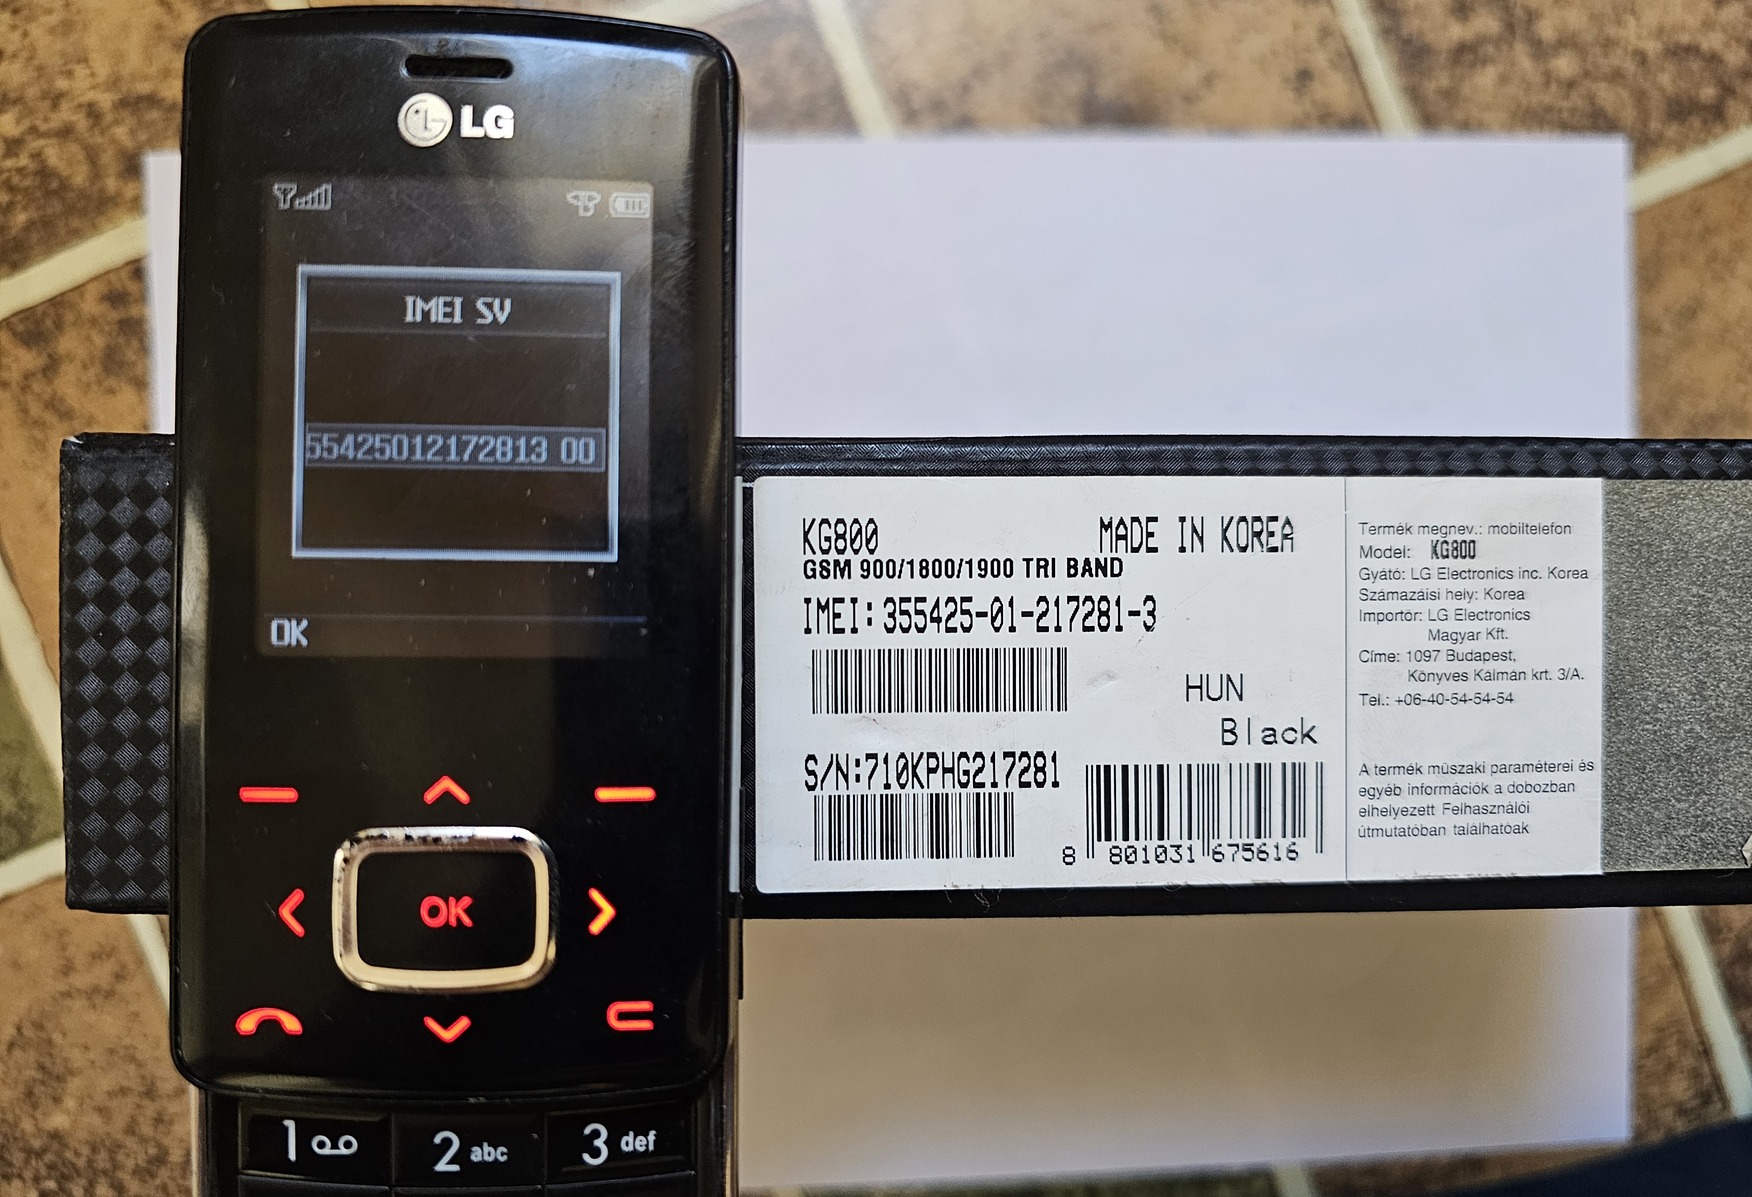 LG
IMEI SV
55425012172813 00
OK
OK
1
2 abc
3 def
KG800
MADE IN KOREA
GSM 900/1800/1900 TRI BAND
IMEI: 355425-01-217281-3
HUN
Black
S/N:710KPHG217281
8 801031 675616
Termék megnev.: mobiltelefon
Model: KG800
Gyátó: LG Electronics inc. Korea
Számazáisi hely: Korea
Importőr: LG Electronics
Magyar Kft.
Címe: 1097 Budapest,
Könyves Kálmán krt. 3/A.
Tel.: +06-40-54-54-54
A termék műszaki paraméterei és
egyéb információk a dobozban
elhelyezett Felhasználói
útmutatóban találhatóak